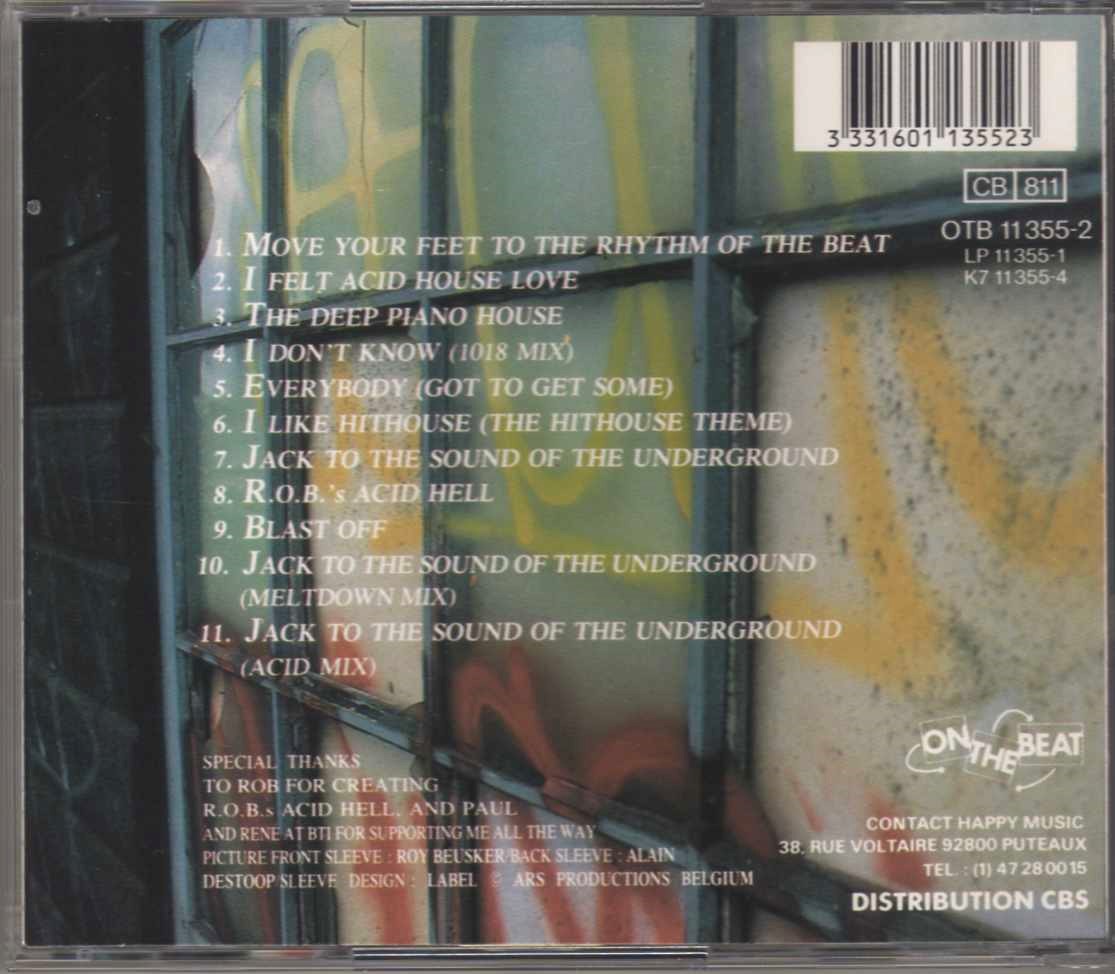 3 331601 135523
CB 811
OTB 11 355-2
LP 11 355-1
K7 11 355-4
1. MOVE YOUR FEET TO THE RHYTHM OF THE BEAT
2. I FELT ACID HOUSE LOVE
3. THE DEEP PIANO HOUSE
4. I DON'T KNOW (1018 MIX)
5. EVERYBODY (GOT TO GET SOME)
6. I LIKE HITHOUSE (THE HITHOUSE THEME)
7. JACK TO THE SOUND OF THE UNDERGROUND
8. R.O.B.'s ACID HELL
9. BLAST OFF
10. JACK TO THE SOUND OF THE UNDERGROUND
(MELTDOWN MIX)
11. JACK TO THE SOUND OF THE UNDERGROUND
(ACID MIX)
SPECIAL THANKS
TO ROB FOR CREATING
R.O.B.s ACID HELL. AND PAUL
AND RENE AT BTI FOR SUPPORTING ME ALL THE WAY
PICTURE FRONT SLEEVE : ROY BEUSKER/BACK SLEEVE : ALAIN
DESTOOP/SLEEVE DESIGN : LABEL © ARS PRODUCTIONS BELGIUM
ON THE BEAT
CONTACT HAPPY MUSIC
38, RUE VOLTAIRE 92800 PUTEAUX
TEL. : (1) 47 28 00 15
DISTRIBUTION CBS